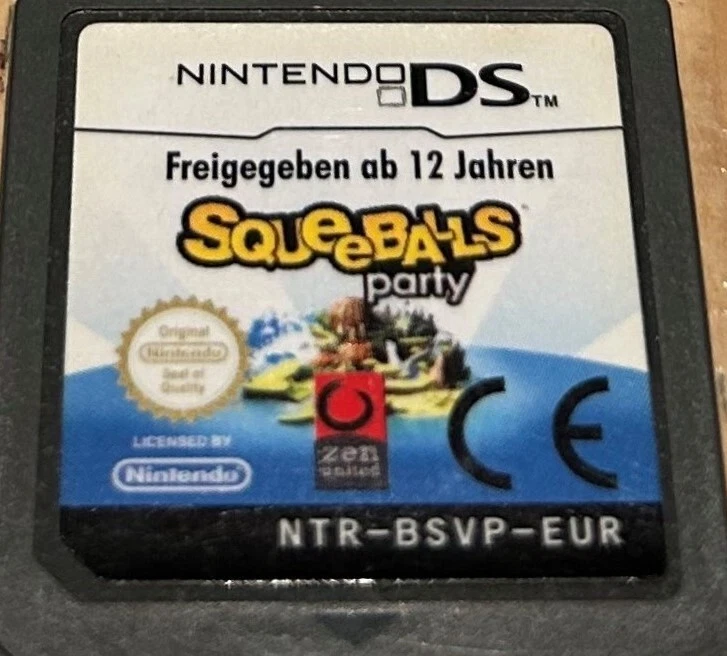 NINTENDO DS TM
Freigegeben ab 12 Jahren
SQUEEBALLS
party
Original
Nintendo
Seal of
Quality
LICENSED BY
Nintendo
zen
united
CE
NTR-BSVP-EUR